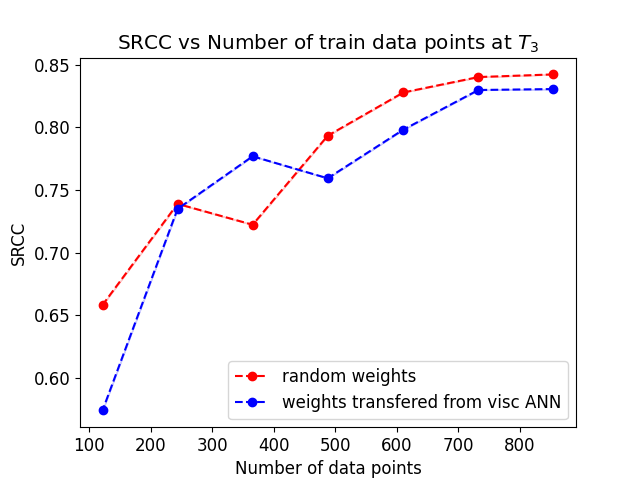 SRCC vs Number of train data points at $T_3$
0.85
0.80
0.75
0.70
0.65
0.60
SRCC
random weights
weights transfered from visc ANN
100 200 300 400 500 600 700 800
Number of data points